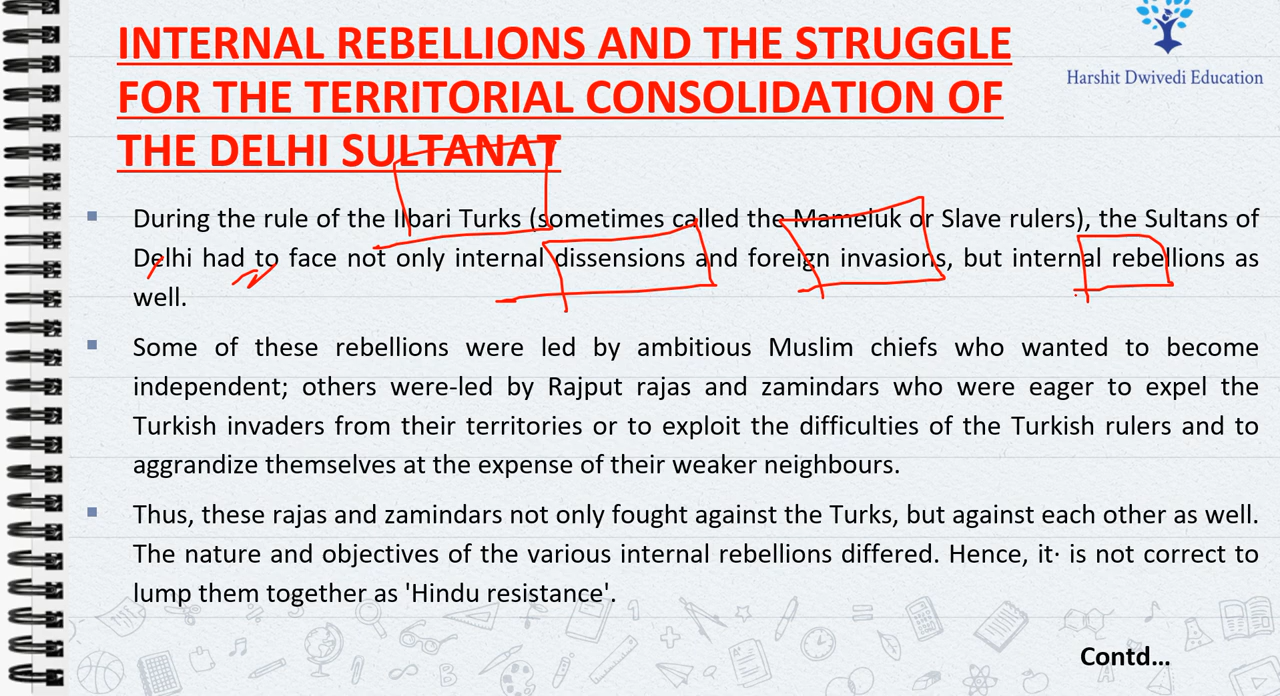 INTERNAL REBELLIONS AND THE STRUGGLE
FOR THE TERRITORIAL CONSOLIDATION OF
THE DELHI SULTANAT
Harshit Dwivedi Education
During the rule of the Ilbari Turks (sometimes called the Mameluk or Slave rulers), the Sultans of
Delhi had to face not only internal dissensions and foreign invasions, but internal rebellions as
well.
Some of these rebellions were led by ambitious Muslim chiefs who wanted to become
independent; others were-led by Rajput rajas and zamindars who were eager to expel the
Turkish invaders from their territories or to exploit the difficulties of the Turkish rulers and to
aggrandize themselves at the expense of their weaker neighbours.
Thus, these rajas and zamindars not only fought against the Turks, but against each other as well.
The nature and objectives of the various internal rebellions differed. Hence, it· is not correct to
lump them together as 'Hindu resistance'.
Contd...